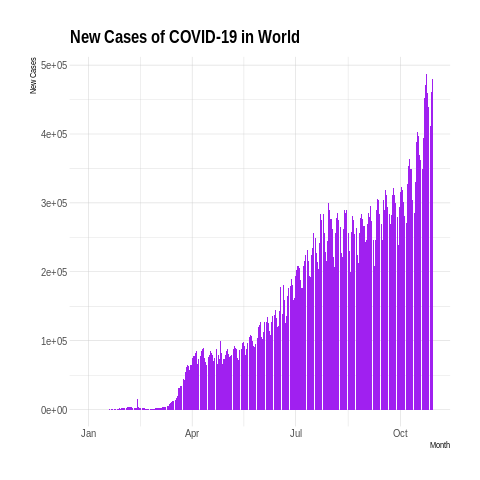 New Cases of COVID-19 in World
New Cases
5e+05
4e+05
3e+05
2e+05
1e+05
0e+00
Jan Apr Jul Oct
Month